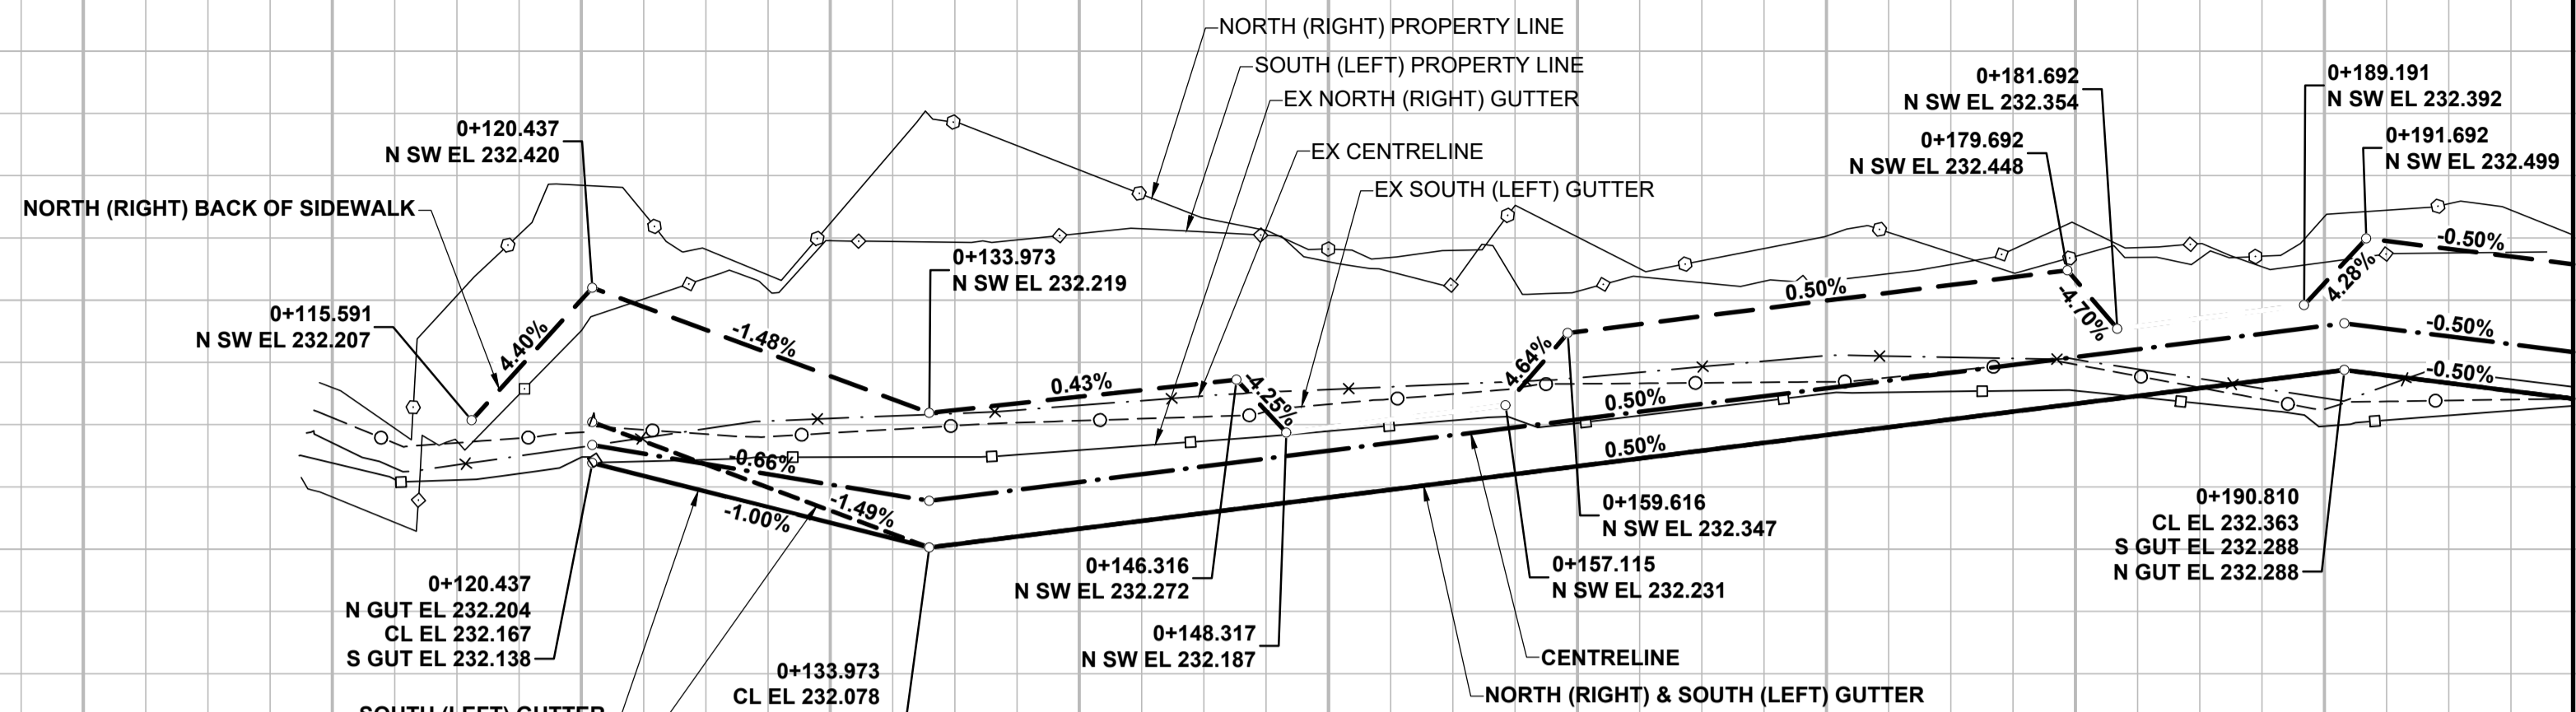 NORTH (RIGHT) PROPERTY LINE
SOUTH (LEFT) PROPERTY LINE
EX NORTH (RIGHT) GUTTER
EX CENTRELINE
EX SOUTH (LEFT) GUTTER
0+181.692
N SW EL 232.354
0+189.191
N SW EL 232.392
0+179.692
N SW EL 232.448
0+191.692
N SW EL 232.499
0+120.437
N SW EL 232.420
NORTH (RIGHT) BACK OF SIDEWALK
0+133.973
N SW EL 232.219
0+115.591
N SW EL 232.207
4.40%
-1.48%
0.43%
-4.25%
4.64%
0.50%
-4.70%
4.28%
-0.50%
-0.50%
-0.50%
0.50%
0.50%
-0.66%
-1.49%
-1.00%
0+159.616
N SW EL 232.347
0+190.810
CL EL 232.363
S GUT EL 232.288
N GUT EL 232.288
0+146.316
N SW EL 232.272
0+157.115
N SW EL 232.231
0+120.437
N GUT EL 232.204
CL EL 232.167
S GUT EL 232.138
0+148.317
N SW EL 232.187
CENTRELINE
0+133.973
CL EL 232.078
NORTH (RIGHT) & SOUTH (LEFT) GUTTER
SOUTH (LEFT) GUTTER